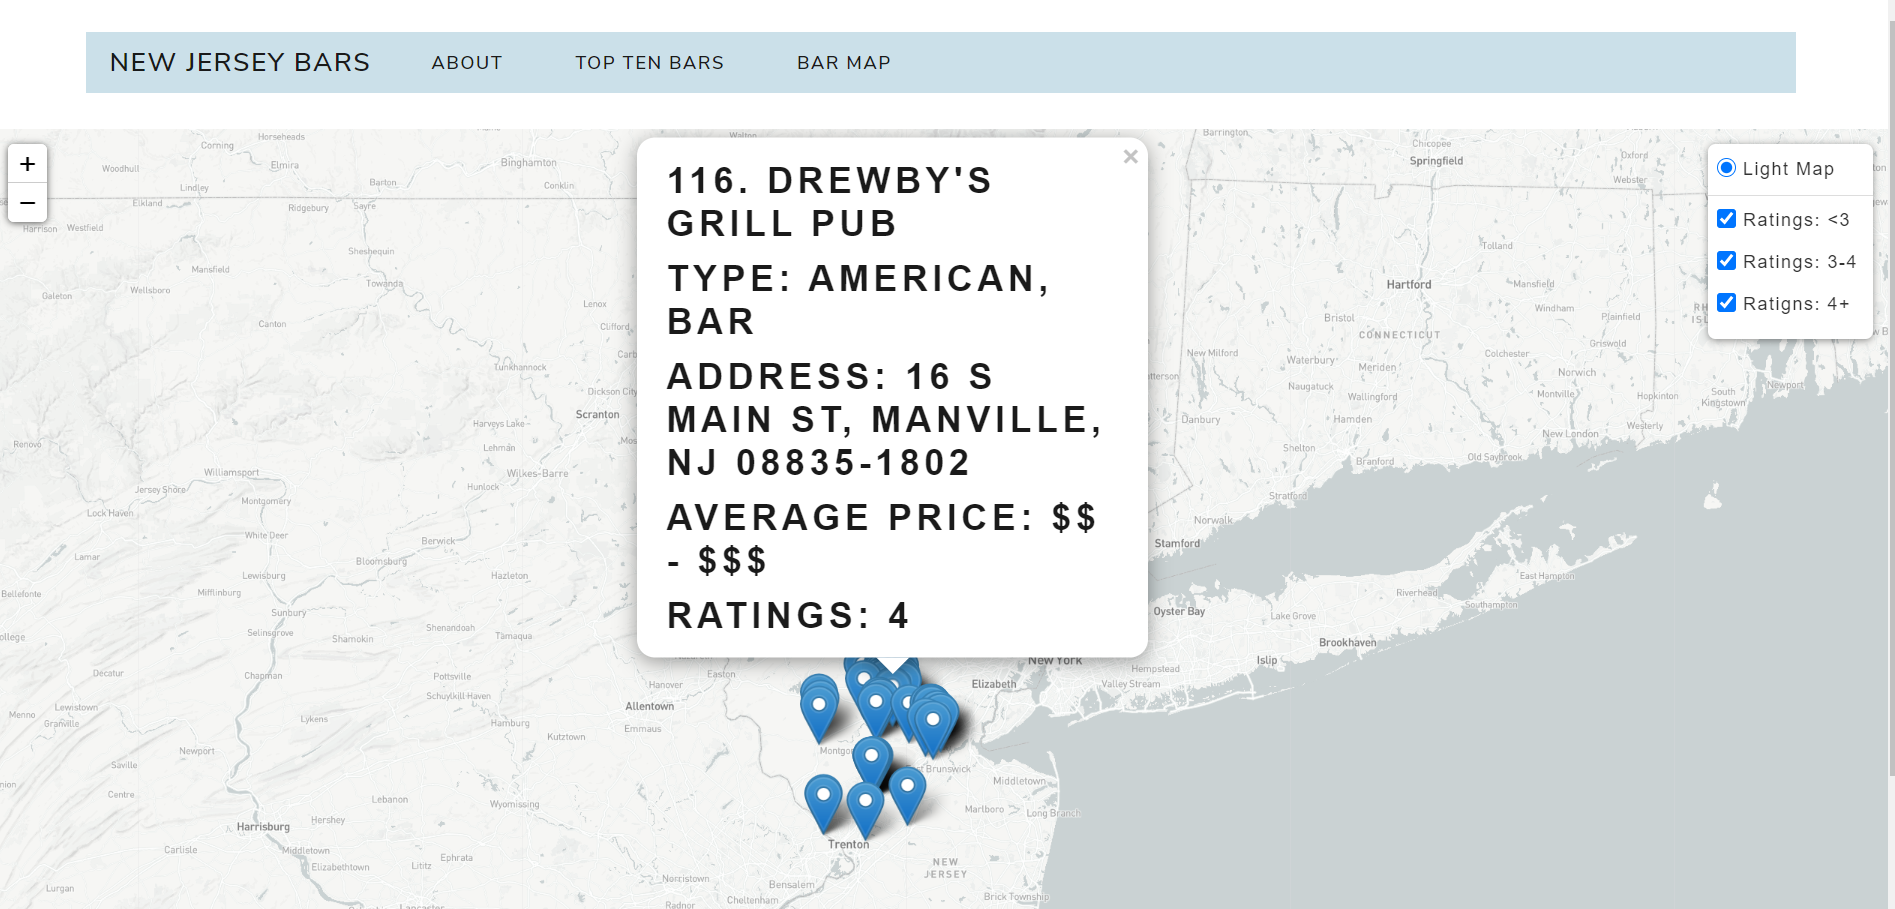 NEW JERSEY BARS ABOUT TOP TEN BARS BAR MAP
+
−
×
116. DREWBY'S
GRILL PUB
TYPE: AMERICAN,
BAR
ADDRESS: 16 S
MAIN ST, MANVILLE,
NJ 08835-1802
AVERAGE PRICE: $$
- $$$
RATINGS: 4
Light Map
Ratings: <3
Ratings: 3-4
Ratigns: 4+
Horseheads
Corning
Elmira
Woodhull
Lindley
Barton
Binghamton
Conklin
Elkland
Ridgebury
Sayre
Harrison
Westfield
Sheshequin
Mansfield
Wellsboro
Towanda
Galeton
Canton
Lenox
Clifford
Tunkhannock
Dickson City
Scranton
Harveys Lake
Renovo
Lehman
Williamsport
Wilkes-Barre
Jersey Shore
Hunlock
Montgomery
Lock Haven
White Deer
Berwick
Lamar
Bloomsburg
Lewisburg
Hazleton
Bellefonte
Mifflinburg
Sunbury
Selinsgrove
Shamokin
Shenandoah
Tamaqua
Decatur
Chapman
Pottsville
Schuylkill Haven
Lewistown
Menno
Granville
Lykens
Hamburg
Hanover
Easton
Allentown
Emmaus
Kutztown
Newport
Saville
Centre
Lebanon
Wyomissing
Hershey
Harrisburg
Middletown
Elizabethtown
Carlisle
Lititz
Ephrata
Lurgan
Norristown
Bensalem
Radnor
Cheltenham
Trenton
NEW
JERSEY
Brick Township
Long Branch
Marlboro
Middletown
Elizabeth
New York
Hempstead
Valley Stream
Islip
Brookhaven
Lake Grove
Oyster Bay
Riverhead
Southampton
East Hampton
Stamford
Norwalk
Stratford
Shelton
Branford
Old Saybrook
New London
Westerly
Danbury
Hamden
Wallingford
Naugatuck
Waterbury
Meriden
New Milford
Bristol
CONNECTICUT
Colchester
Norwich
Montville
Hopkinton
South
Kingstown
Newport
Griswold
Plainfield
Windham
Mansfield
Hartford
Tolland
Springfield
Chicopee
Barrington
Oxford
Webster
Walton